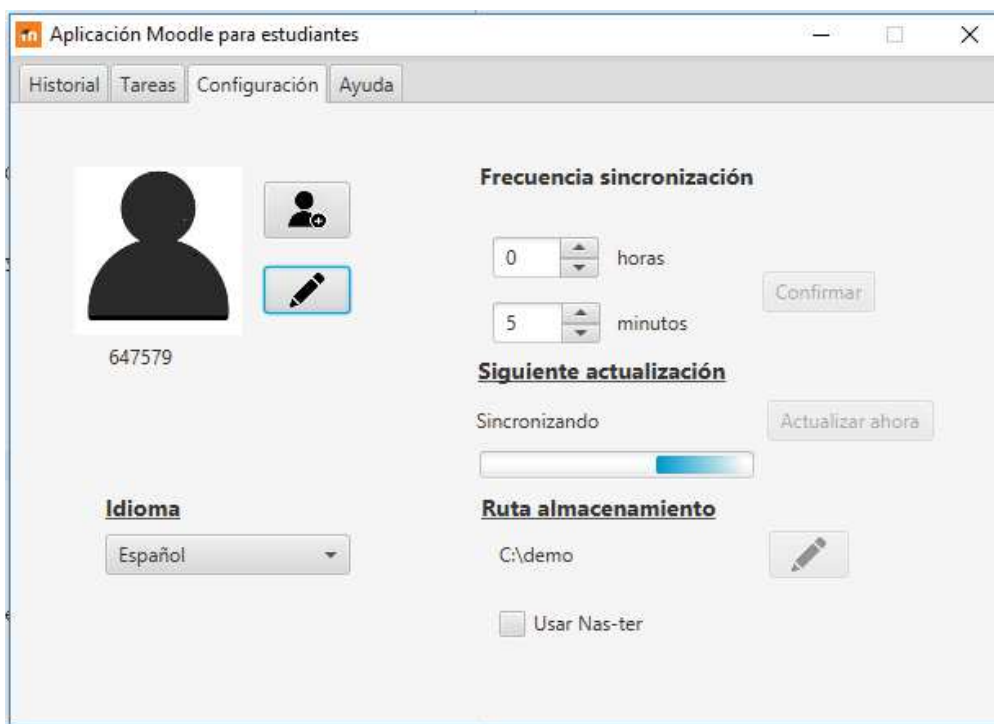 Aplicación Moodle para estudiantes
Historial Tareas Configuración Ayuda
Frecuencia sincronización
0 horas
Confirmar
5 minutos
647579
Siguiente actualización
Sincronizando Actualizar ahora
Idioma Ruta almacenamiento
Español C:\demo
Usar Nas-ter